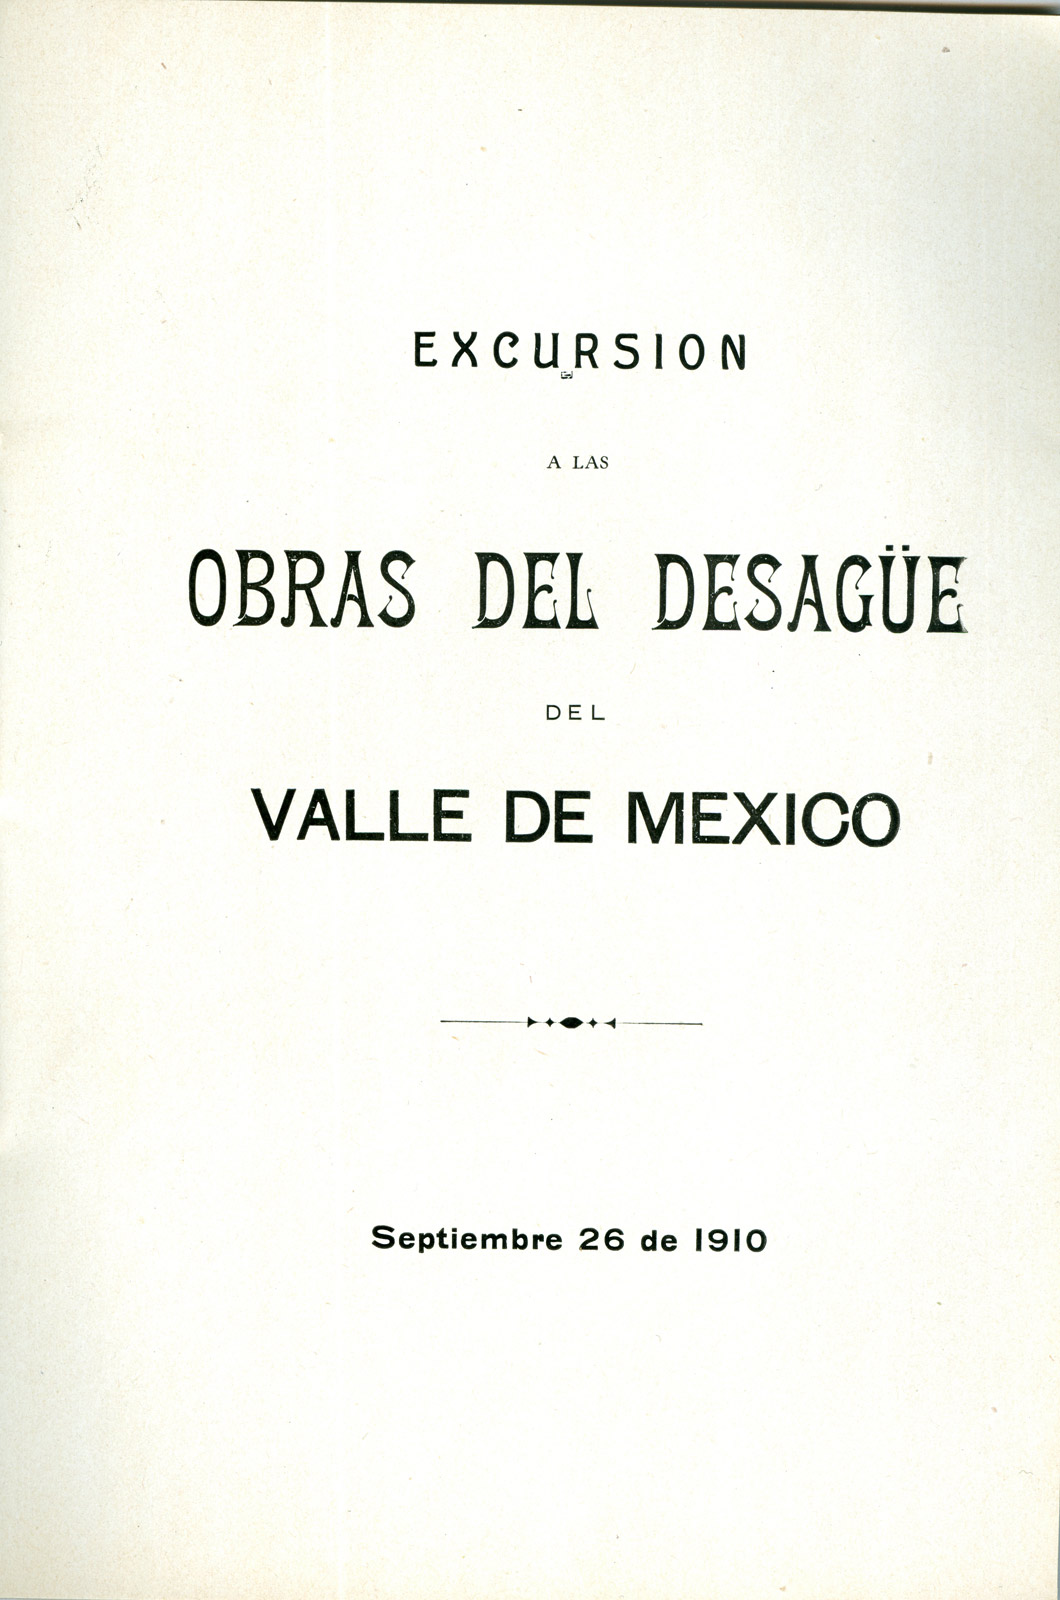 EXCURSION
A LAS
OBRAS DEL DESAGÜE
DEL
VALLE DE MEXICO
Septiembre 26 de 1910